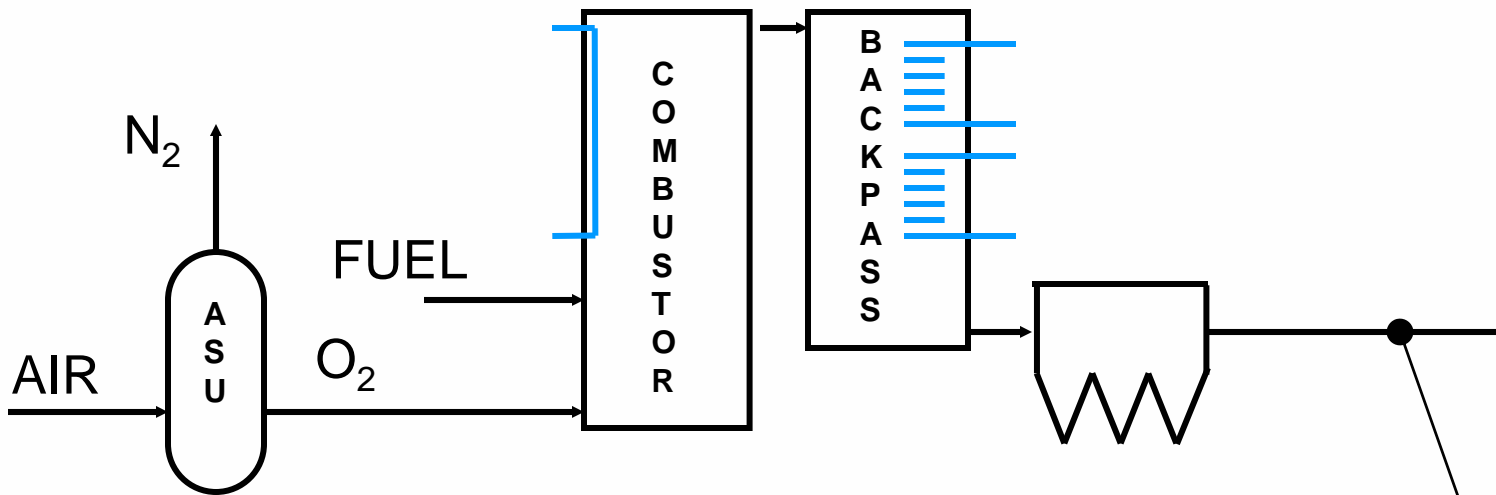 N₂
AIR
ASU
O₂
FUEL
COMBUSTOR
BACKPASS